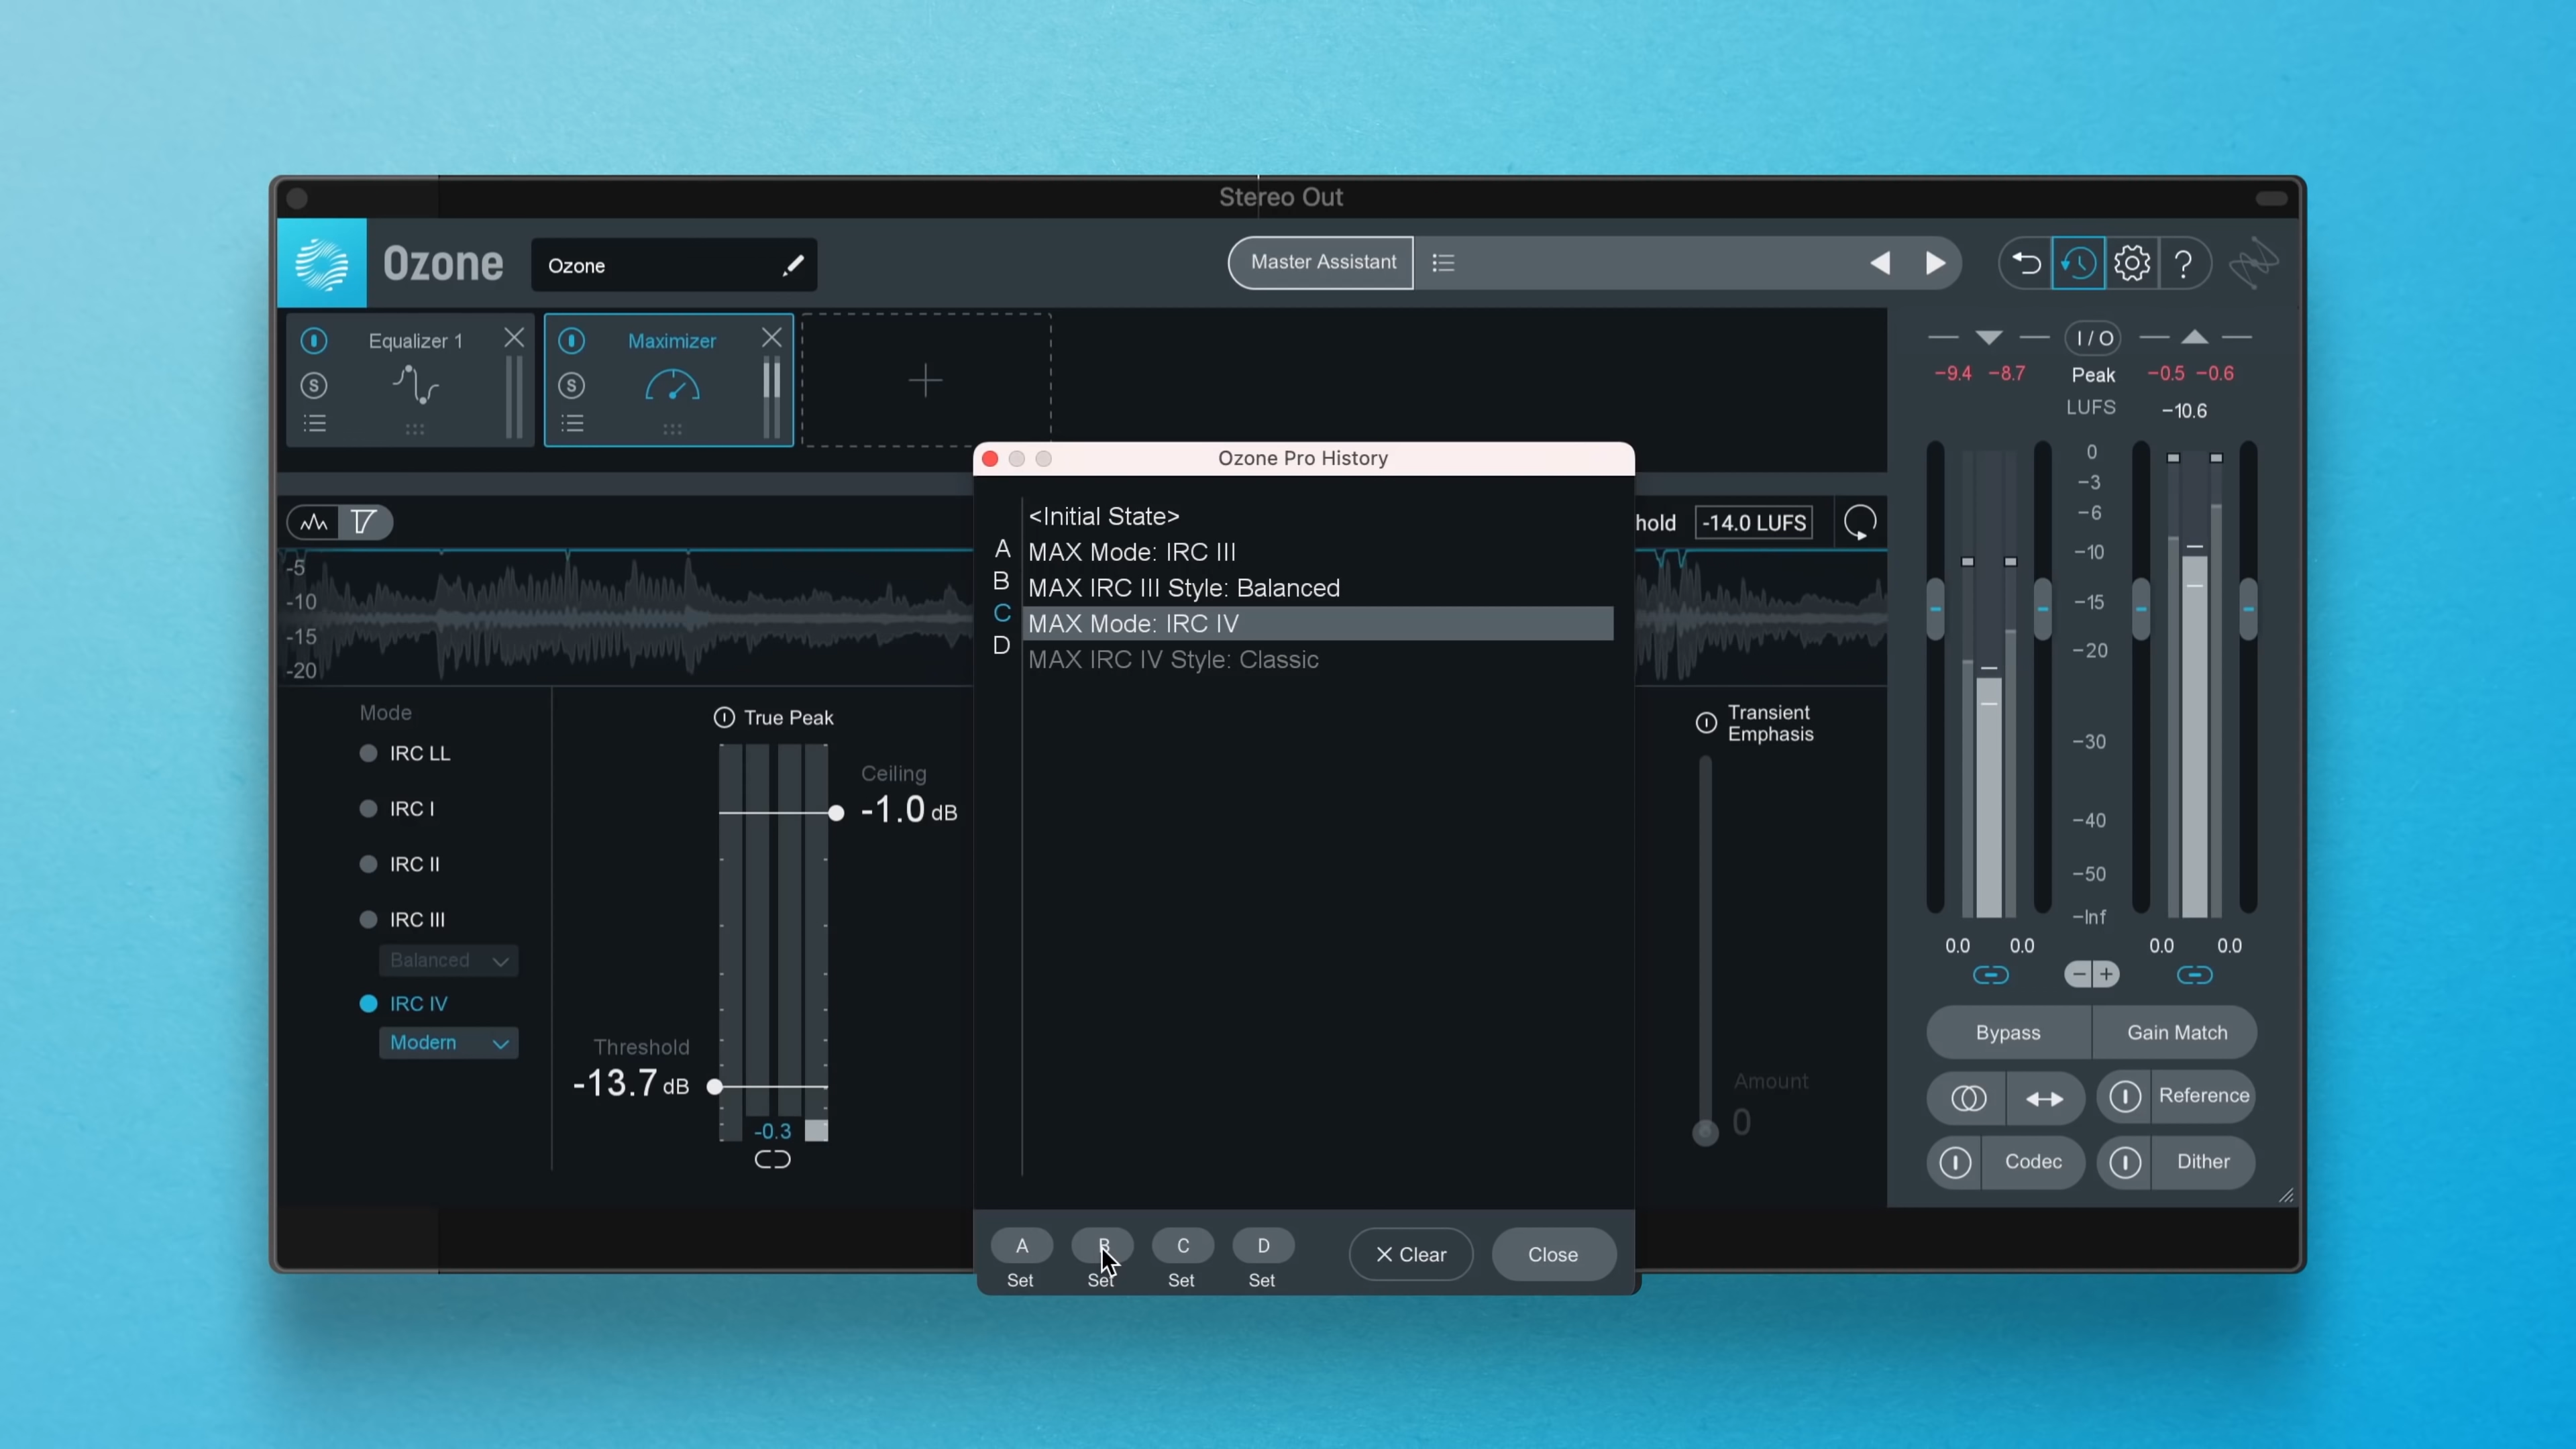 Stereo Out
Ozone
Ozone
Master Assistant
?
Equalizer 1
S
Maximizer
S
I / O
-9.4 -8.7
Peak
-0.5 -0.6
LUFS
-10.6
Ozone Pro History
<Initial State>
A MAX Mode: IRC III
B MAX IRC III Style: Balanced
C MAX Mode: IRC IV
D MAX IRC IV Style: Classic
hold
-14.0 LUFS
-5
-10
-15
-20
Mode
IRC LL
IRC I
IRC II
IRC III
Balanced
IRC IV
Modern
True Peak
Ceiling
-1.0 dB
Threshold
-13.7 dB
-0.3
Transient
Emphasis
Amount
0
0
-3
-6
-10
-15
-20
-30
-40
-50
-Inf
0.0 0.0
0.0 0.0
Bypass
Gain Match
Reference
Codec
Dither
A B C D
Set Set Set Set
Clear
Close